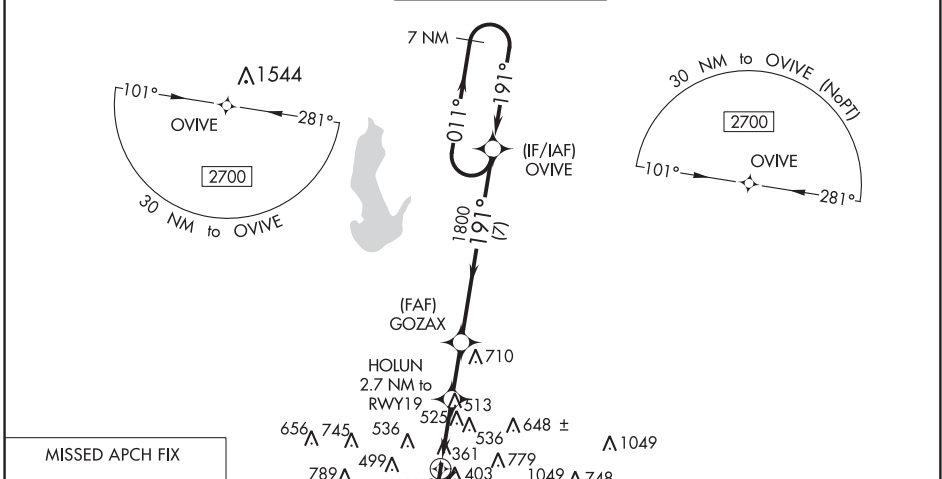 7 NM
191°
011°
(IF/IAF)
OVIVE
1544
101°
OVIVE
281°
2700
30 NM to OVIVE
30 NM to OVIVE (NoPT)
2700
101°
OVIVE
281°
1800
191°
(7)
(FAF)
GOZAX
710
HOLUN
2.7 NM to
RWY19
513
525
536
648 ±
656
745
536
1049
361
779
499
789
403
1049
748
MISSED APCH FIX